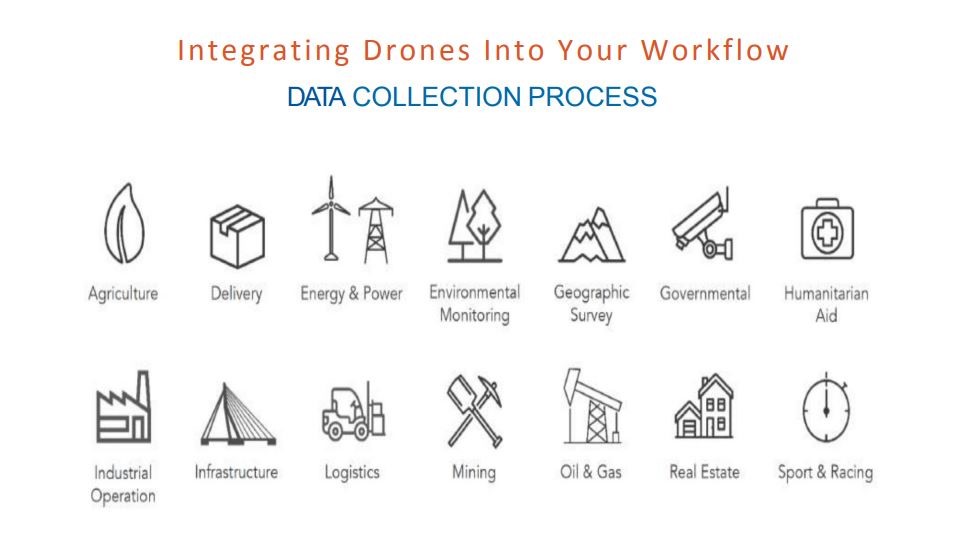 Integrating Drones Into Your Workflow
DATA COLLECTION PROCESS
Agriculture
Delivery
Energy & Power
Environmental
Monitoring
Geographic
Survey
Governmental
Humanitarian
Aid
Industrial
Operation
Infrastructure
Logistics
Mining
Oil & Gas
Real Estate
Sport & Racing